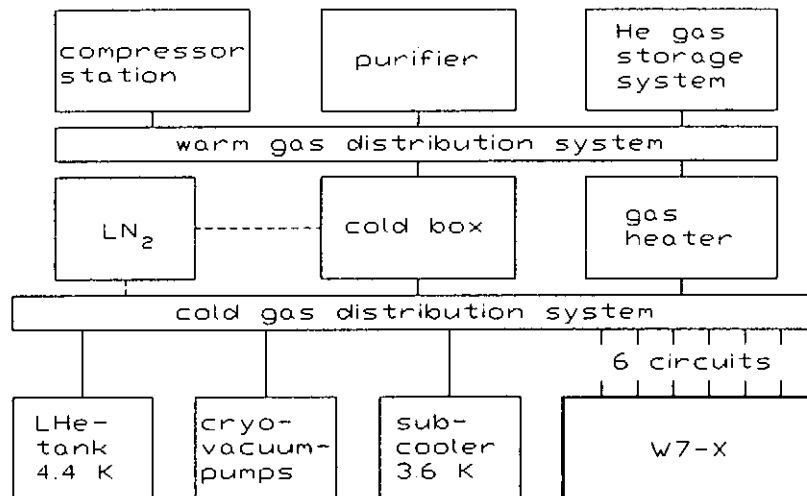 compressor
station
purifier
He gas
storage
system
warm gas distribution system
LN₂
cold box
gas
heater
cold gas distribution system
6 circuits
LHe-
tank
4.4 K
cryo-
vacuum-
pumps
sub-
cooler
3.6 K
W7-X